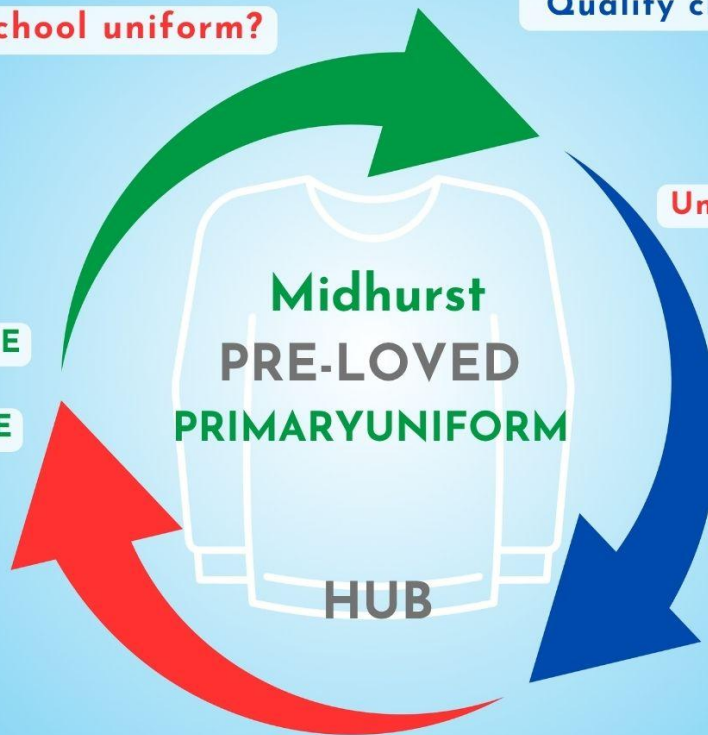 chool uniform?
Quality c
Un
Midhurst
PRE-LOVED
E
PRIMARYUNIFORM
E
HUB